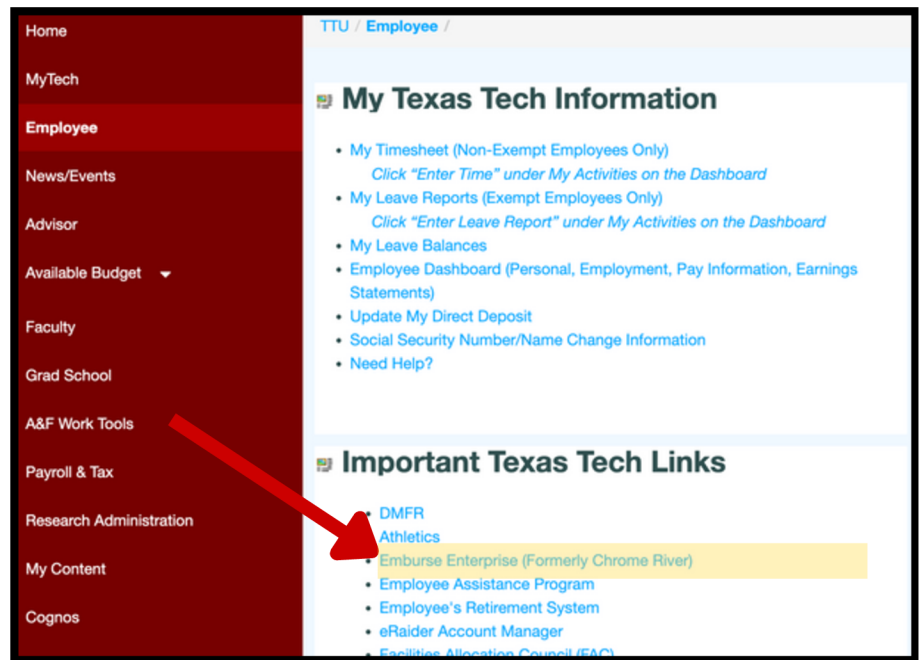 Home
MyTech
Employee
News/Events
Advisor
Available Budget
Faculty
Grad School
A&F Work Tools
Payroll & Tax
Research Administration
My Content
Cognos
TTU / Employee /
My Texas Tech Information
My Timesheet (Non-Exempt Employees Only)
Click “Enter Time” under My Activities on the Dashboard
My Leave Reports (Exempt Employees Only)
Click “Enter Leave Report” under My Activities on the Dashboard
My Leave Balances
Employee Dashboard (Personal, Employment, Pay Information, Earnings
Statements)
Update My Direct Deposit
Social Security Number/Name Change Information
Need Help?
Important Texas Tech Links
DMFR
Athletics
Emburse Enterprise (Formerly Chrome River)
Employee Assistance Program
Employee's Retirement System
eRaider Account Manager
Facilities Allocation Council (FAC)